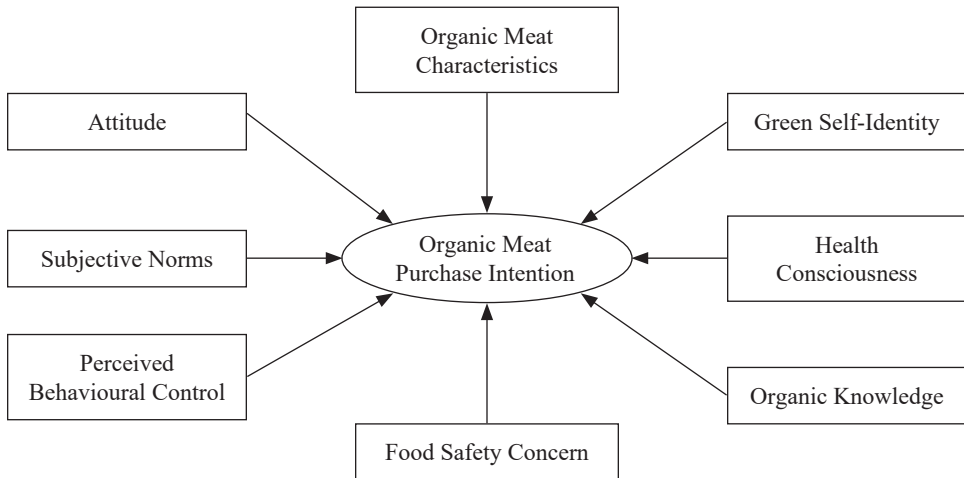 Organic Meat
Characteristics
Attitude
Green Self-Identity
Subjective Norms
Organic Meat
Purchase Intention
Health
Consciousness
Perceived
Behavioural Control
Organic Knowledge
Food Safety Concern